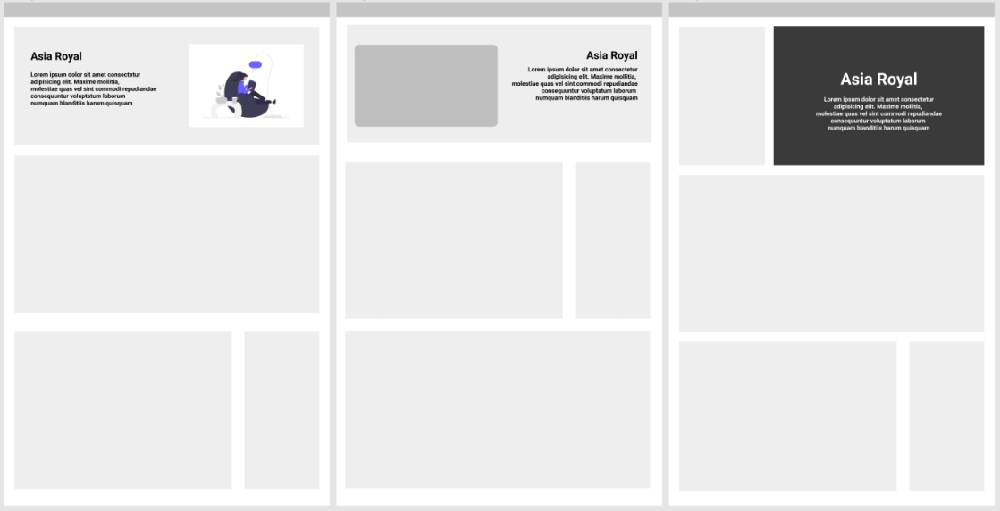 Asia Royal
Lorem ipsum dolor sit amet consectetur
adipisicing elit. Maxime mollitia,
molestiae quas vel sint commodi repudiandae
consequuntur voluptatum laborum
numquam blanditiis harum quisquam
Asia Royal
Lorem ipsum dolor sit amet consectetur
adipisicing elit. Maxime mollitia,
molestiae quas vel sint commodi repudiandae
consequuntur voluptatum laborum
numquam blanditiis harum quisquam
Asia Royal
Lorem ipsum dolor sit amet consectetur
adipisicing elit. Maxime mollitia,
molestiae quas vel sint commodi repudiandae
consequuntur voluptatum laborum
numquam blanditiis harum quisquam